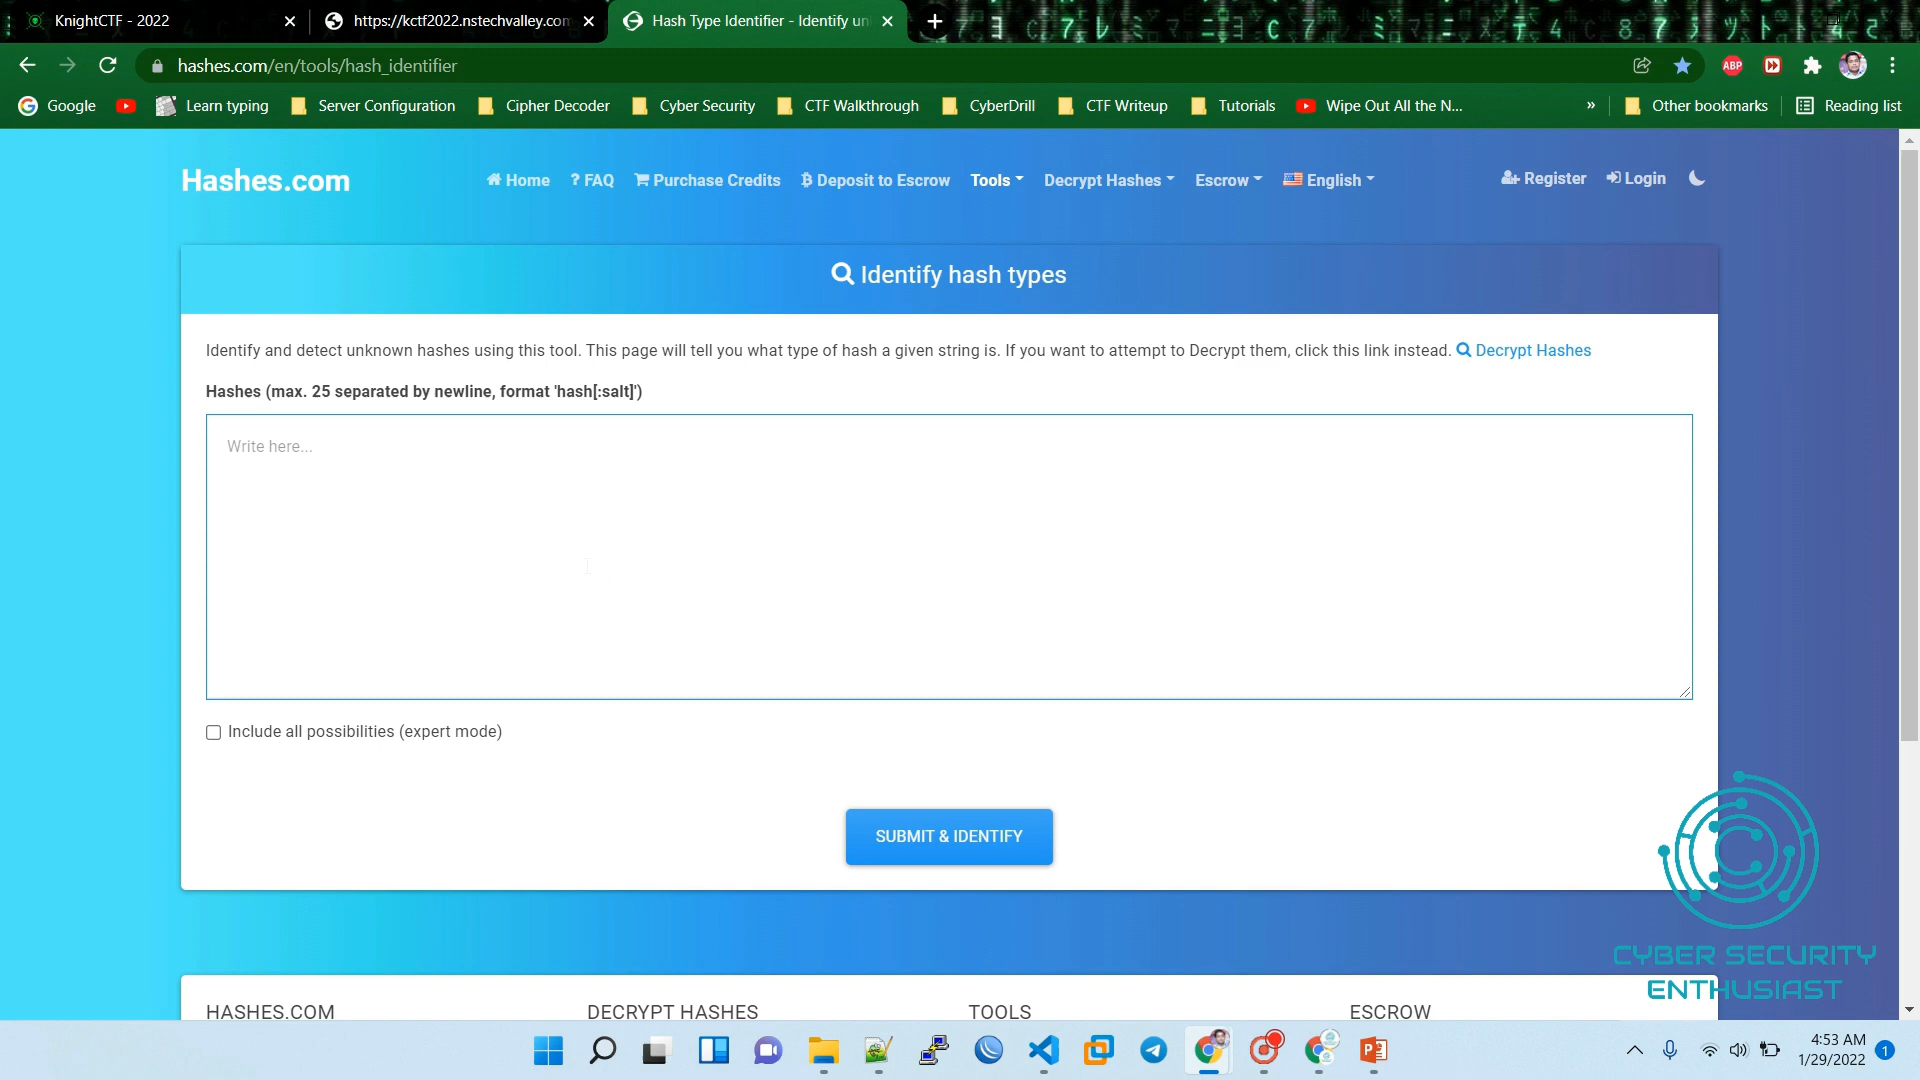 KnightCTF - 2022
https://kctf2022.nstechvalley.com
Hash Type Identifier - Identify un
hashes.com/en/tools/hash_identifier
ABP
Google
Learn typing
Server Configuration
Cipher Decoder
Cyber Security
CTF Walkthrough
CyberDrill
CTF Writeup
Tutorials
Wipe Out All the N...
»
Other bookmarks
Reading list
Hashes.com
Home
? FAQ
Purchase Credits
Deposit to Escrow
Tools
Decrypt Hashes
Escrow
English
Register
Login
Identify hash types
Identify and detect unknown hashes using this tool. This page will tell you what type of hash a given string is. If you want to attempt to Decrypt them, click this link instead. Decrypt Hashes
Hashes (max. 25 separated by newline, format 'hash[:salt]')
Write here...
Include all possibilities (expert mode)
SUBMIT & IDENTIFY
CYBER SECURITY
ENTHUSIAST
HASHES.COM
DECRYPT HASHES
TOOLS
ESCROW
4:53 AM
1/29/2022
1